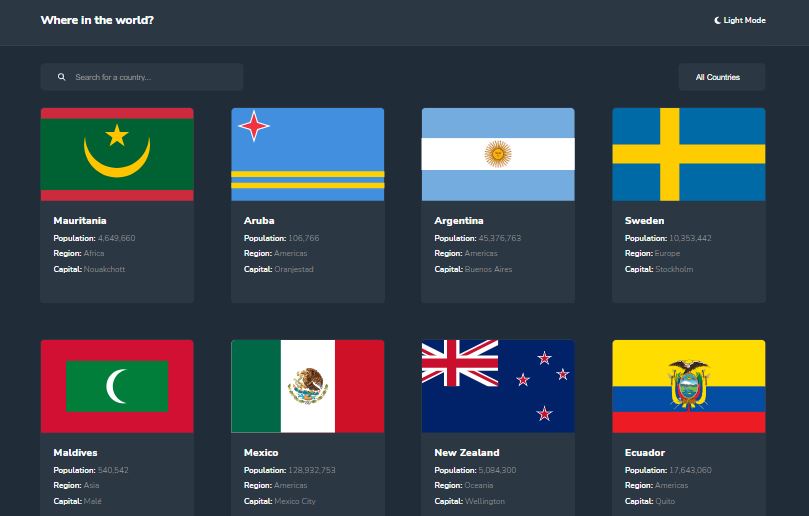 Where in the world?
Light Mode
Search for a country...
All Countries
Mauritania
Population: 4,649,660
Region: Africa
Capital: Nouakchott
Aruba
Population: 106,766
Region: Americas
Capital: Oranjestad
Argentina
Population: 45,376,763
Region: Americas
Capital: Buenos Aires
Sweden
Population: 10,353,442
Region: Europe
Capital: Stockholm
Maldives
Population: 540,542
Region: Asia
Capital: Malé
Mexico
Population: 128,932,753
Region: Americas
Capital: Mexico City
New Zealand
Population: 5,084,300
Region: Oceania
Capital: Wellington
Ecuador
Population: 17,643,060
Region: Americas
Capital: Quito